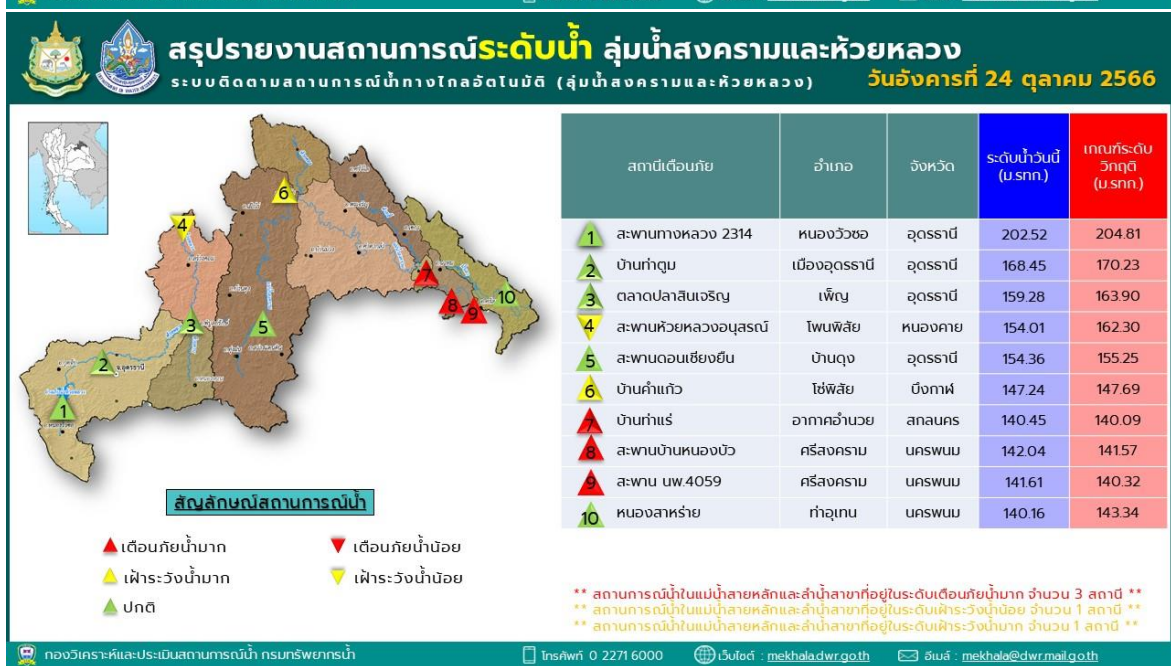 สรุปรายงานสถานการณ์ระดับน้ำ ลุ่มน้ำสงครามและห้วยหลวง
ระบบติดตามสถานการณ์น้ำทางไกลอัตโนมัติ (ลุ่มน้ำสงครามและห้วยหลวง)
วันอังคารที่ 24 ตุลาคม 2566
สถานีเตือนภัย อำเภอ จังหวัด ระดับน้ำวันนี้ (ม.รทก.) เกณฑ์ระดับวิกฤติ (ม.รทก.)
1 สะพานทางหลวง 2314 หนองวัวซอ อุดรธานี 202.52 204.81
2 บ้านท่าตูม เมืองอุดรธานี อุดรธานี 168.45 170.23
3 ตลาดปลาสินเจริญ เพ็ญ อุดรธานี 159.28 163.90
4 สะพานห้วยหลวงอนุสรณ์ โพนพิสัย หนองคาย 154.01 162.30
5 สะพานดอนเชียงยืน บ้านดุง อุดรธานี 154.36 155.25
6 บ้านคำแก้ว โซ่พิสัย บึงกาฬ 147.24 147.69
7 บ้านท่าแร่ อากาศอำนวย สกลนคร 140.45 140.09
8 สะพานบ้านหนองบัว ศรีสงคราม นครพนม 142.04 141.57
9 สะพาน นพ.4059 ศรีสงคราม นครพนม 141.61 140.32
10 หนองสาหร่าย ท่าอุเทน นครพนม 140.16 143.34
6
4
7
8
9
10
3
5
2
1
สัญลักษณ์สถานการณ์น้ำ
เตือนภัยน้ำมาก
เตือนภัยน้ำน้อย
เฝ้าระวังน้ำมาก
เฝ้าระวังน้ำน้อย
ปกติ
** สถานการณ์น้ำในแม่น้ำสายหลักและลำน้ำสาขาที่อยู่ในระดับเตือนภัยน้ำมาก จำนวน 3 สถานี **
** สถานการณ์น้ำในแม่น้ำสายหลักและลำน้ำสาขาที่อยู่ในระดับเฝ้าระวังน้ำน้อย จำนวน 1 สถานี **
** สถานการณ์น้ำในแม่น้ำสายหลักและลำน้ำสาขาที่อยู่ในระดับเฝ้าระวังน้ำมาก จำนวน 1 สถานี **
กองวิเคราะห์และประเมินสถานการณ์น้ำ กรมทรัพยากรน้ำ
โทรศัพท์ 0 2271 6000
เว็บไซต์ : mekhala.dwr.go.th
อีเมล์ : mekhala@dwr.mail.go.th